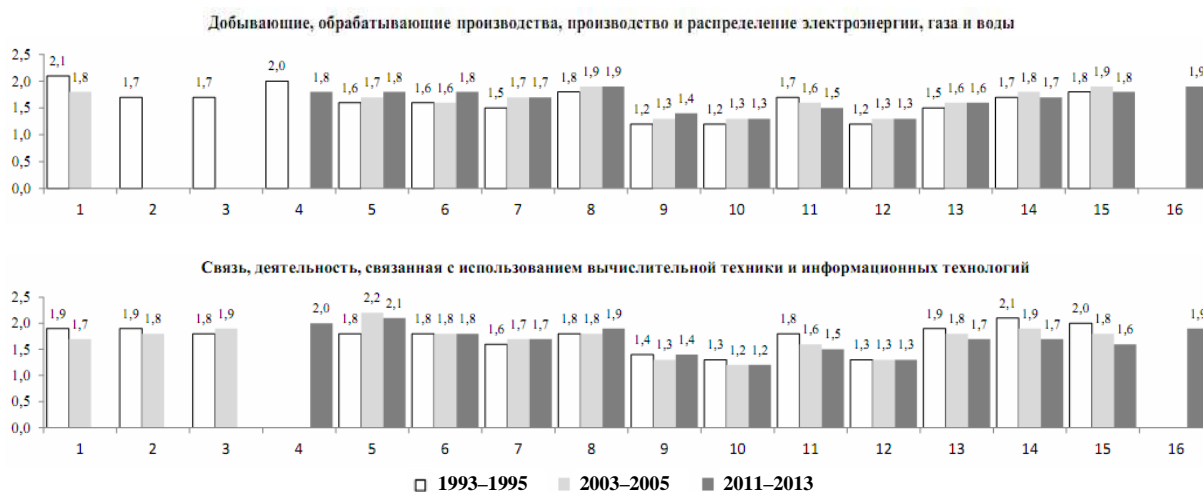 Добывающие, обрабатывающие производства, производство и распределение электроэнергии, газа и воды
2,5
2,0
1,5
1,0
0,5
0,0
2,1 1,8 1,7 1,7 2,0 1,8 1,6 1,7 1,8 1,6 1,6 1,8 1,5 1,7 1,7 1,8 1,9 1,9 1,2 1,3 1,4 1,2 1,3 1,3 1,7 1,6 1,5 1,2 1,3 1,3 1,5 1,6 1,6 1,7 1,8 1,7 1,8 1,9 1,8 1,9
1 2 3 4 5 6 7 8 9 10 11 12 13 14 15 16
Связь, деятельность, связанная с использованием вычислительной техники и информационных технологий
2,5
2,0
1,5
1,0
0,5
0,0
1,9 1,7 1,9 1,8 1,8 1,9 2,0 1,8 2,2 2,1 1,8 1,8 1,8 1,6 1,7 1,7 1,8 1,8 1,9 1,4 1,3 1,4 1,3 1,2 1,2 1,8 1,6 1,5 1,3 1,3 1,3 1,9 1,8 1,7 2,1 1,9 1,7 2,0 1,8 1,6 1,9
1 2 3 4 5 6 7 8 9 10 11 12 13 14 15 16
1993–1995 2003–2005 2011–2013